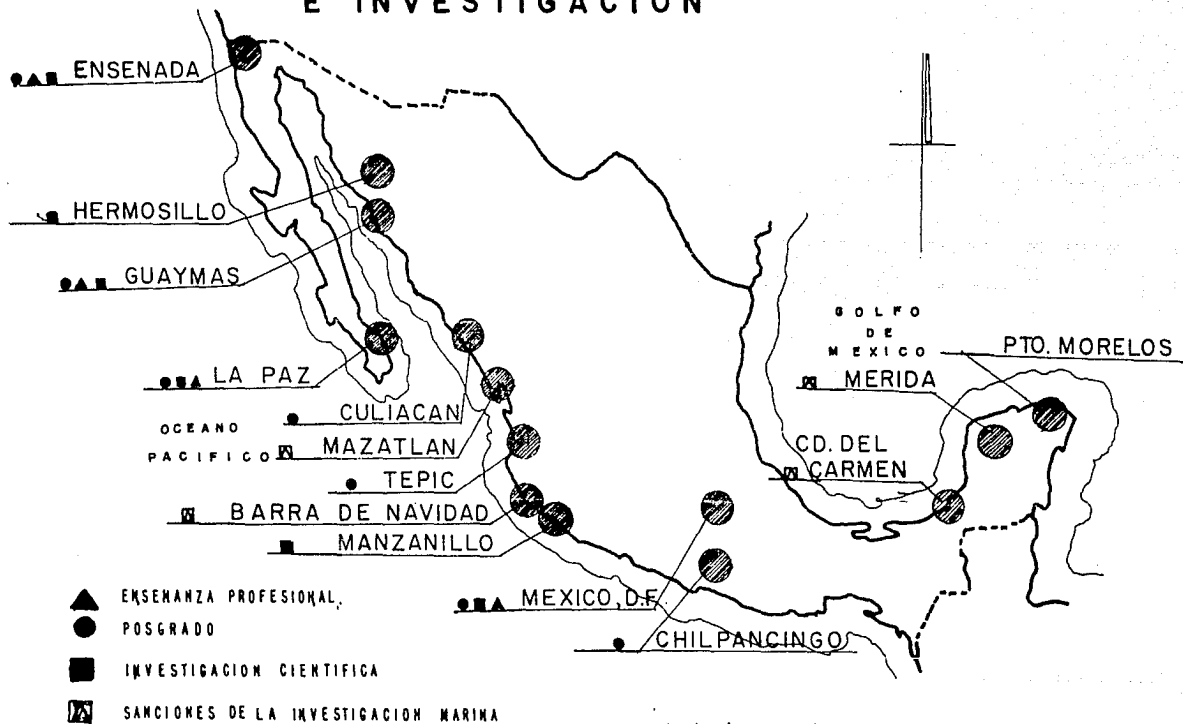 E INVESTIGACION
ENSENADA
HERMOSILLO
GUAYMAS
LA PAZ
CULIACAN
OCEANO
PACIFICO
MAZATLAN
TEPIC
BARRA DE NAVIDAD
MANZANILLO
MEXICO, D.F.
CHILPANCINGO
GOLFO
DE
MEXICO
PTO. MORELOS
MERIDA
CD. DEL
CARMEN
ENSENANZA PROFESIONAL,
POSGRADO
INVESTIGACION CIENTIFICA
SANCIONES DE LA INVESTIGACION MARINA